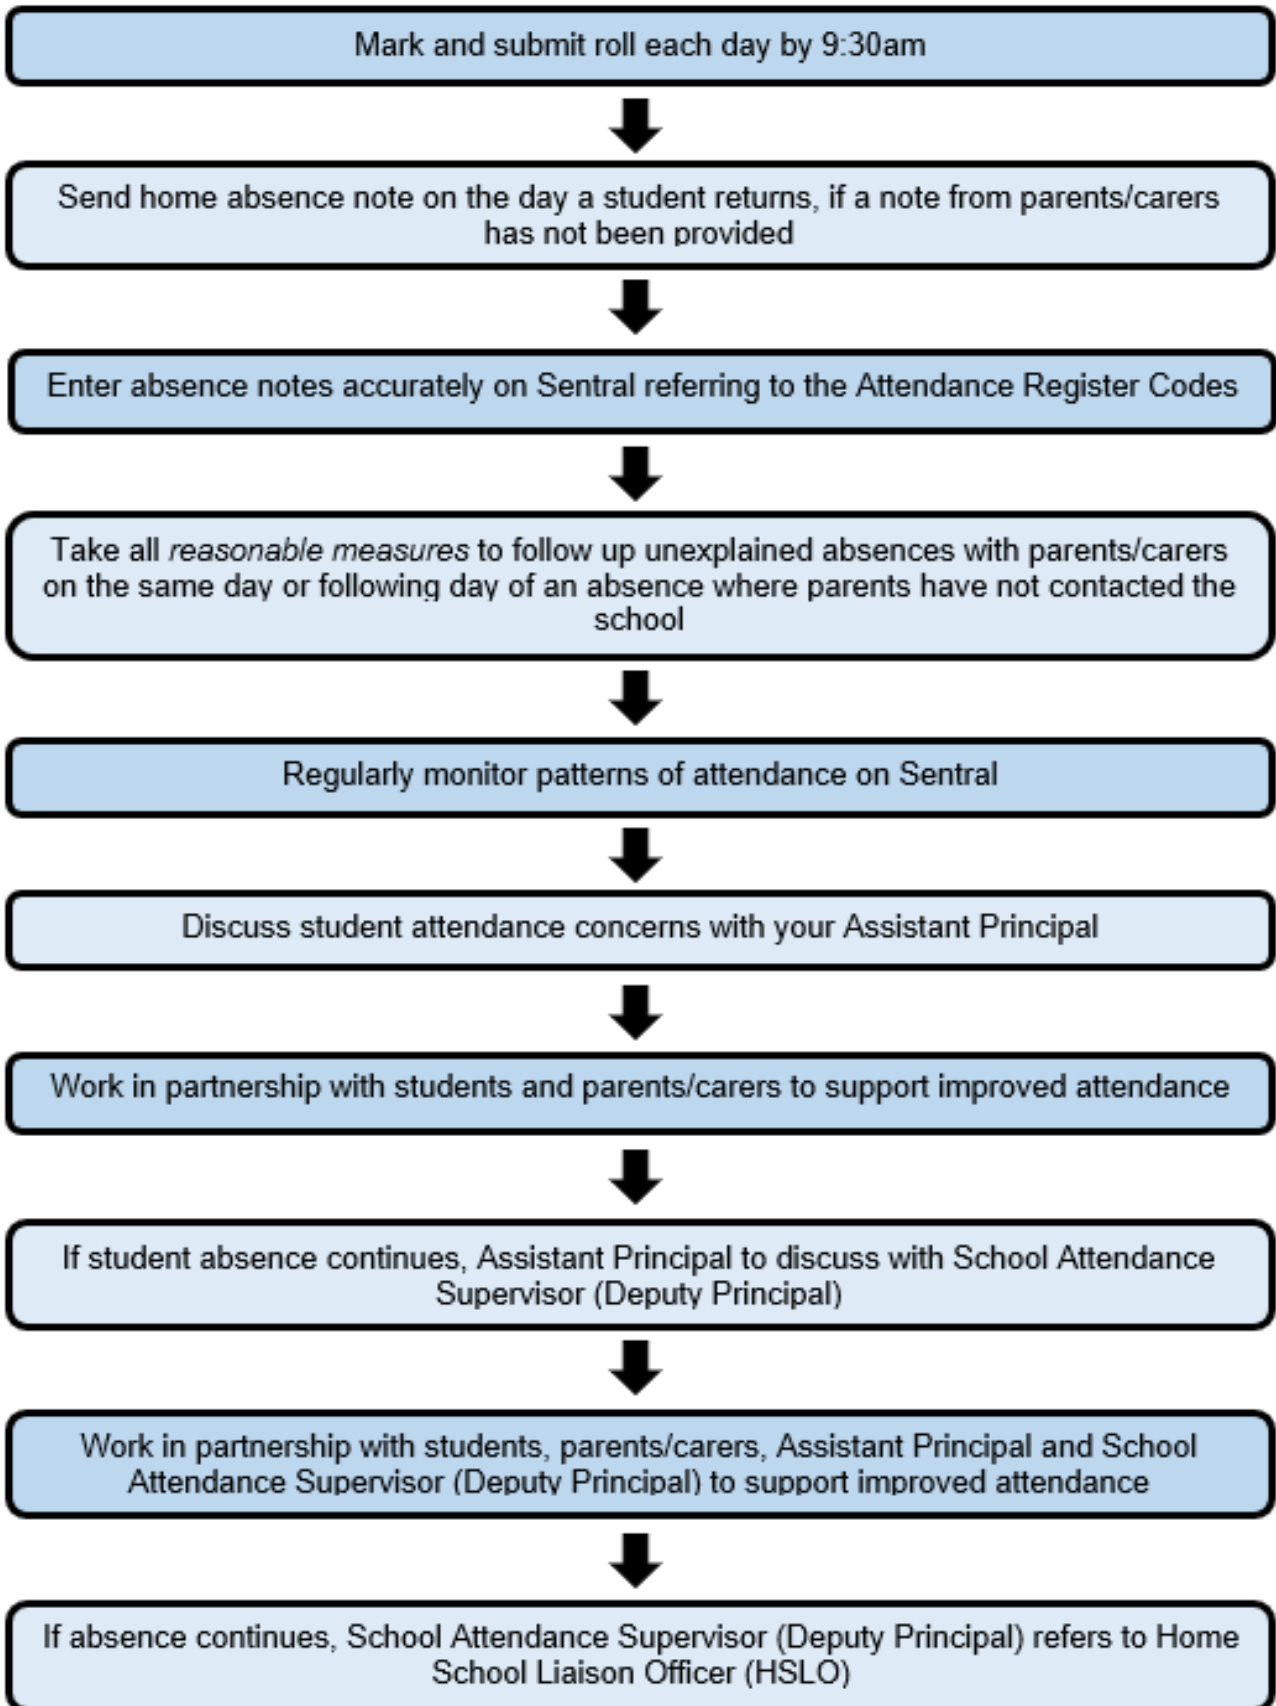 Mark and submit roll each day by 9:30am
Send home absence note on the day a student returns, if a note from parents/carers
has not been provided
Enter absence notes accurately on Sentral referring to the Attendance Register Codes
Take all reasonable measures to follow up unexplained absences with parents/carers
on the same day or following day of an absence where parents have not contacted the
school
Regularly monitor patterns of attendance on Sentral
Discuss student attendance concerns with your Assistant Principal
Work in partnership with students and parents/carers to support improved attendance
If student absence continues, Assistant Principal to discuss with School Attendance
Supervisor (Deputy Principal)
Work in partnership with students, parents/carers, Assistant Principal and School
Attendance Supervisor (Deputy Principal) to support improved attendance
If absence continues, School Attendance Supervisor (Deputy Principal) refers to Home
School Liaison Officer (HSLO)